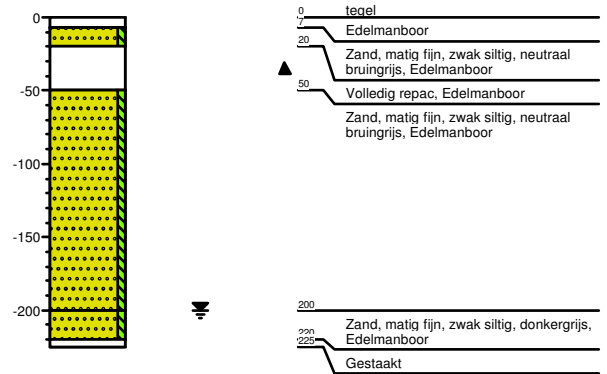 0
-50
-100
-150
-200
0 tegel
7 Edelmanboor
20 Zand, matig fijn, zwak siltig, neutraal
bruingrijs, Edelmanboor
50 Volledig repac, Edelmanboor
Zand, matig fijn, zwak siltig, neutraal
bruingrijs, Edelmanboor
200
Zand, matig fijn, zwak siltig, donkergrijs,
220 Edelmanboor
225
Gestaakt